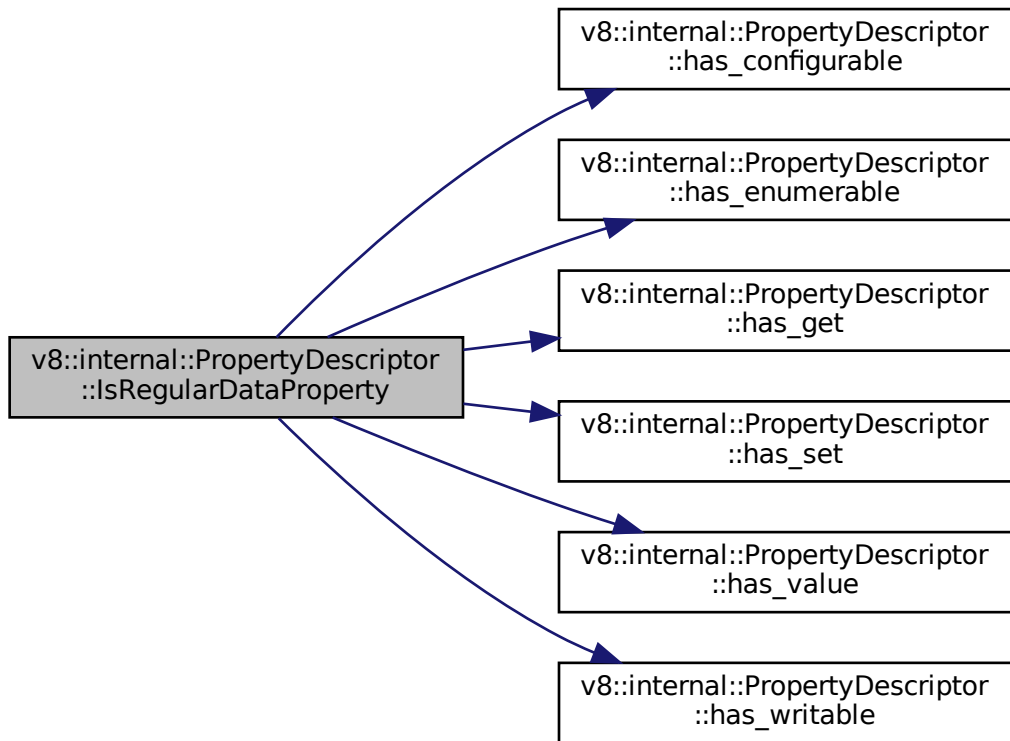 v8::internal::PropertyDescriptor
::IsRegularDataProperty
v8::internal::PropertyDescriptor
::has_configurable
v8::internal::PropertyDescriptor
::has_enumerable
v8::internal::PropertyDescriptor
::has_get
v8::internal::PropertyDescriptor
::has_set
v8::internal::PropertyDescriptor
::has_value
v8::internal::PropertyDescriptor
::has_writable